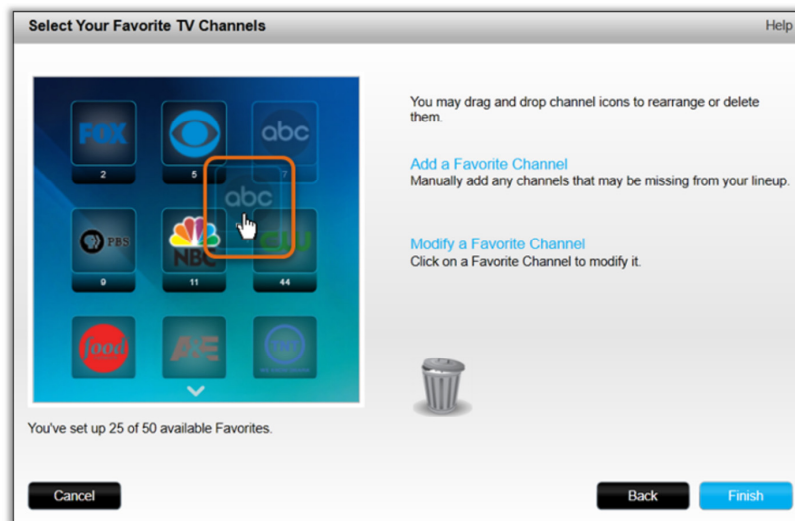 Select Your Favorite TV Channels
Help
FOX
abc
2
5
7
abc
PBS
NBC
CW
9
11
44
food
A&E
TNT
You may drag and drop channel icons to rearrange or delete
them.
Add a Favorite Channel
Manually add any channels that may be missing from your lineup.
Modify a Favorite Channel
Click on a Favorite Channel to modify it.
You've set up 25 of 50 available Favorites.
Cancel
Back
Finish